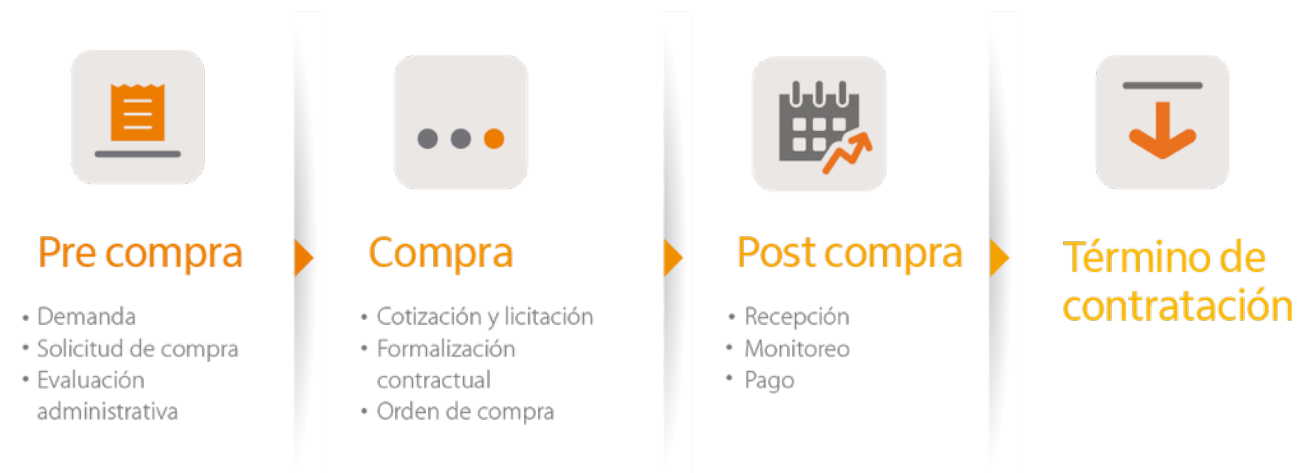 Pre compra
• Demanda
• Solicitud de compra
• Evaluación
administrativa
Compra
• Cotización y licitación
• Formalización
contractual
• Orden de compra
Post compra
• Recepción
• Monitoreo
• Pago
Término de
contratación